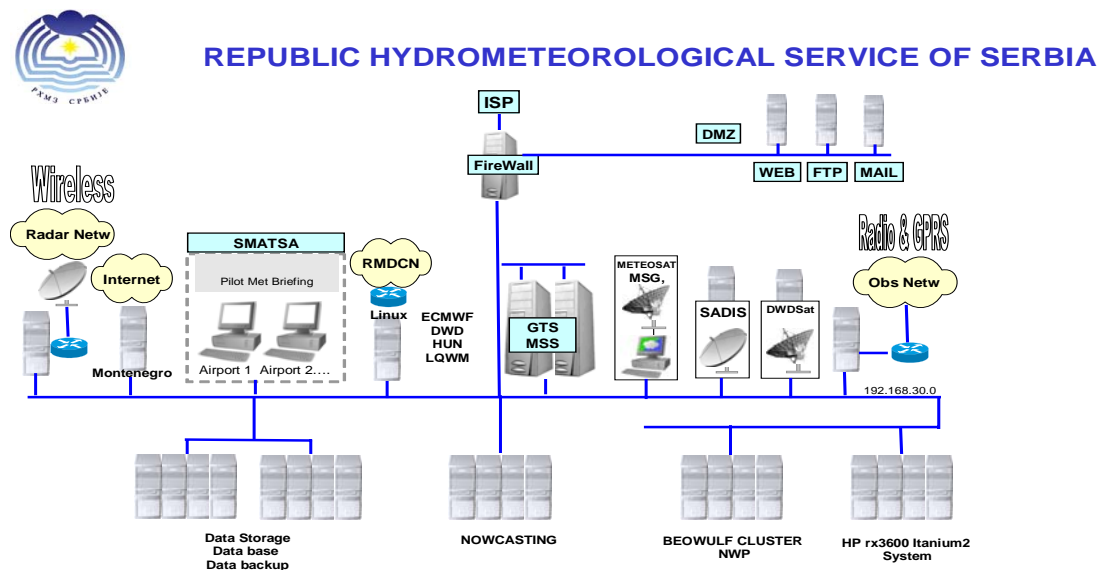 REPUBLIC HYDROMETEOROLOGICAL SERVICE OF SERBIA
РХМЗ СРБИЈЕ
ISP
FireWall
DMZ
WEB
FTP
MAIL
Wireless
Radar Netw
Internet
Montenegro
SMATSA
Pilot Met Briefing
Airport 1
Airport 2....
RMDCN
Linux
ECMWF
DWD
HUN
LQWM
GTS
MSS
METEOSAT
MSG,
SADIS
DWDSat
Radio & GPRS
Obs Netw
192.168.30.0
Data Storage
Data base
Data backup
NOWCASTING
BEOWULF CLUSTER
NWP
HP rx3600 Itanium2
System